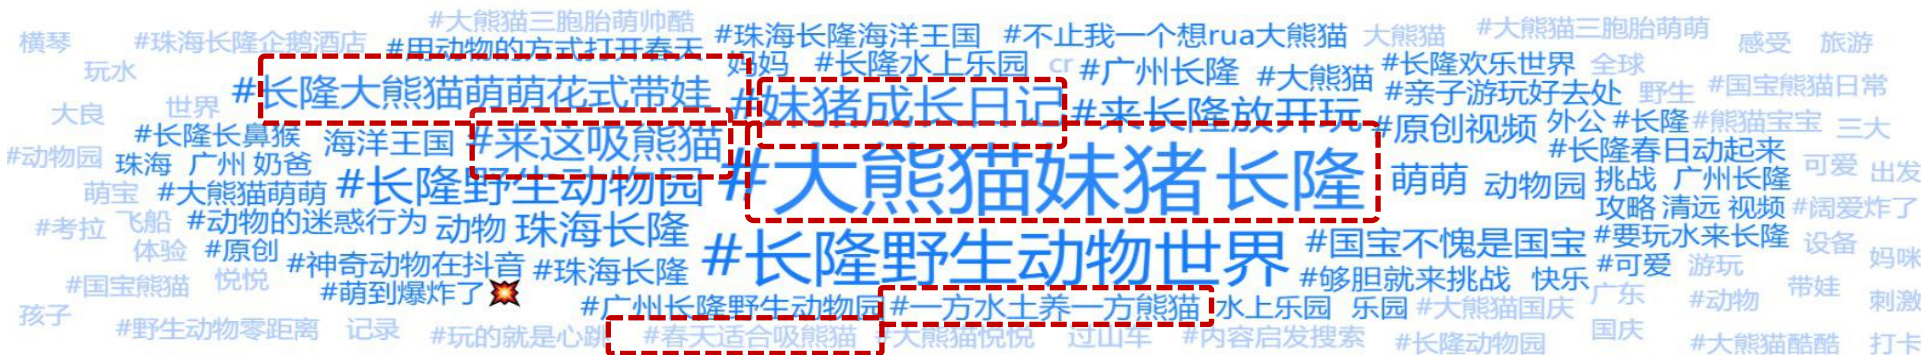 #大熊猫三胞胎萌帅酷
横琴 #珠海长隆企鹅酒店 #用动物的方式打开春天 #珠海长隆海洋王国 #不止我一个想rua大熊猫 大熊猫 #大熊猫三胞胎萌萌 感受 旅游
玩水 妈妈 #长隆水上乐园 cr #广州长隆 #大熊猫 #长隆欢乐世界 全球
大良 世界 #长隆大熊猫萌萌花式带娃 #妹猪成长日记 #来长隆放开玩 #亲子游玩好去处 野生 #国宝熊猫日常
#长隆长鼻猴 海洋王国 #来这吸熊猫 #原创视频 外公 #长隆 #熊猫宝宝 三大
#动物园 珠海 广州 奶爸 #大熊猫妹猪长隆 #长隆春日动起来 可爱 出发
萌宝 #大熊猫萌萌 #长隆野生动物园 萌萌 动物园 挑战 广州长隆
#考拉 飞船 #动物的迷惑行为 动物 珠海长隆 攻略 清远 视频 #阔爱炸了
体验 #原创 #神奇动物在抖音 #珠海长隆 #长隆野生动物世界 #国宝不愧是国宝 #要玩水来长隆 设备 妈咪
#国宝熊猫 悦悦 #萌到爆炸了💥 #够胆就来挑战 快乐 #可爱 游玩
孩子 #广州长隆野生动物园 #一方水土养一方熊猫 水上乐园 乐园 #大熊猫国庆 广东 #动物 带娃 刺激
#野生动物零距离 记录 #玩的就是心跳 #春天适合吸熊猫 #大熊猫悦悦 过山车 #内容启发搜索 #长隆动物园 国庆 #大熊猫酷酷 打卡